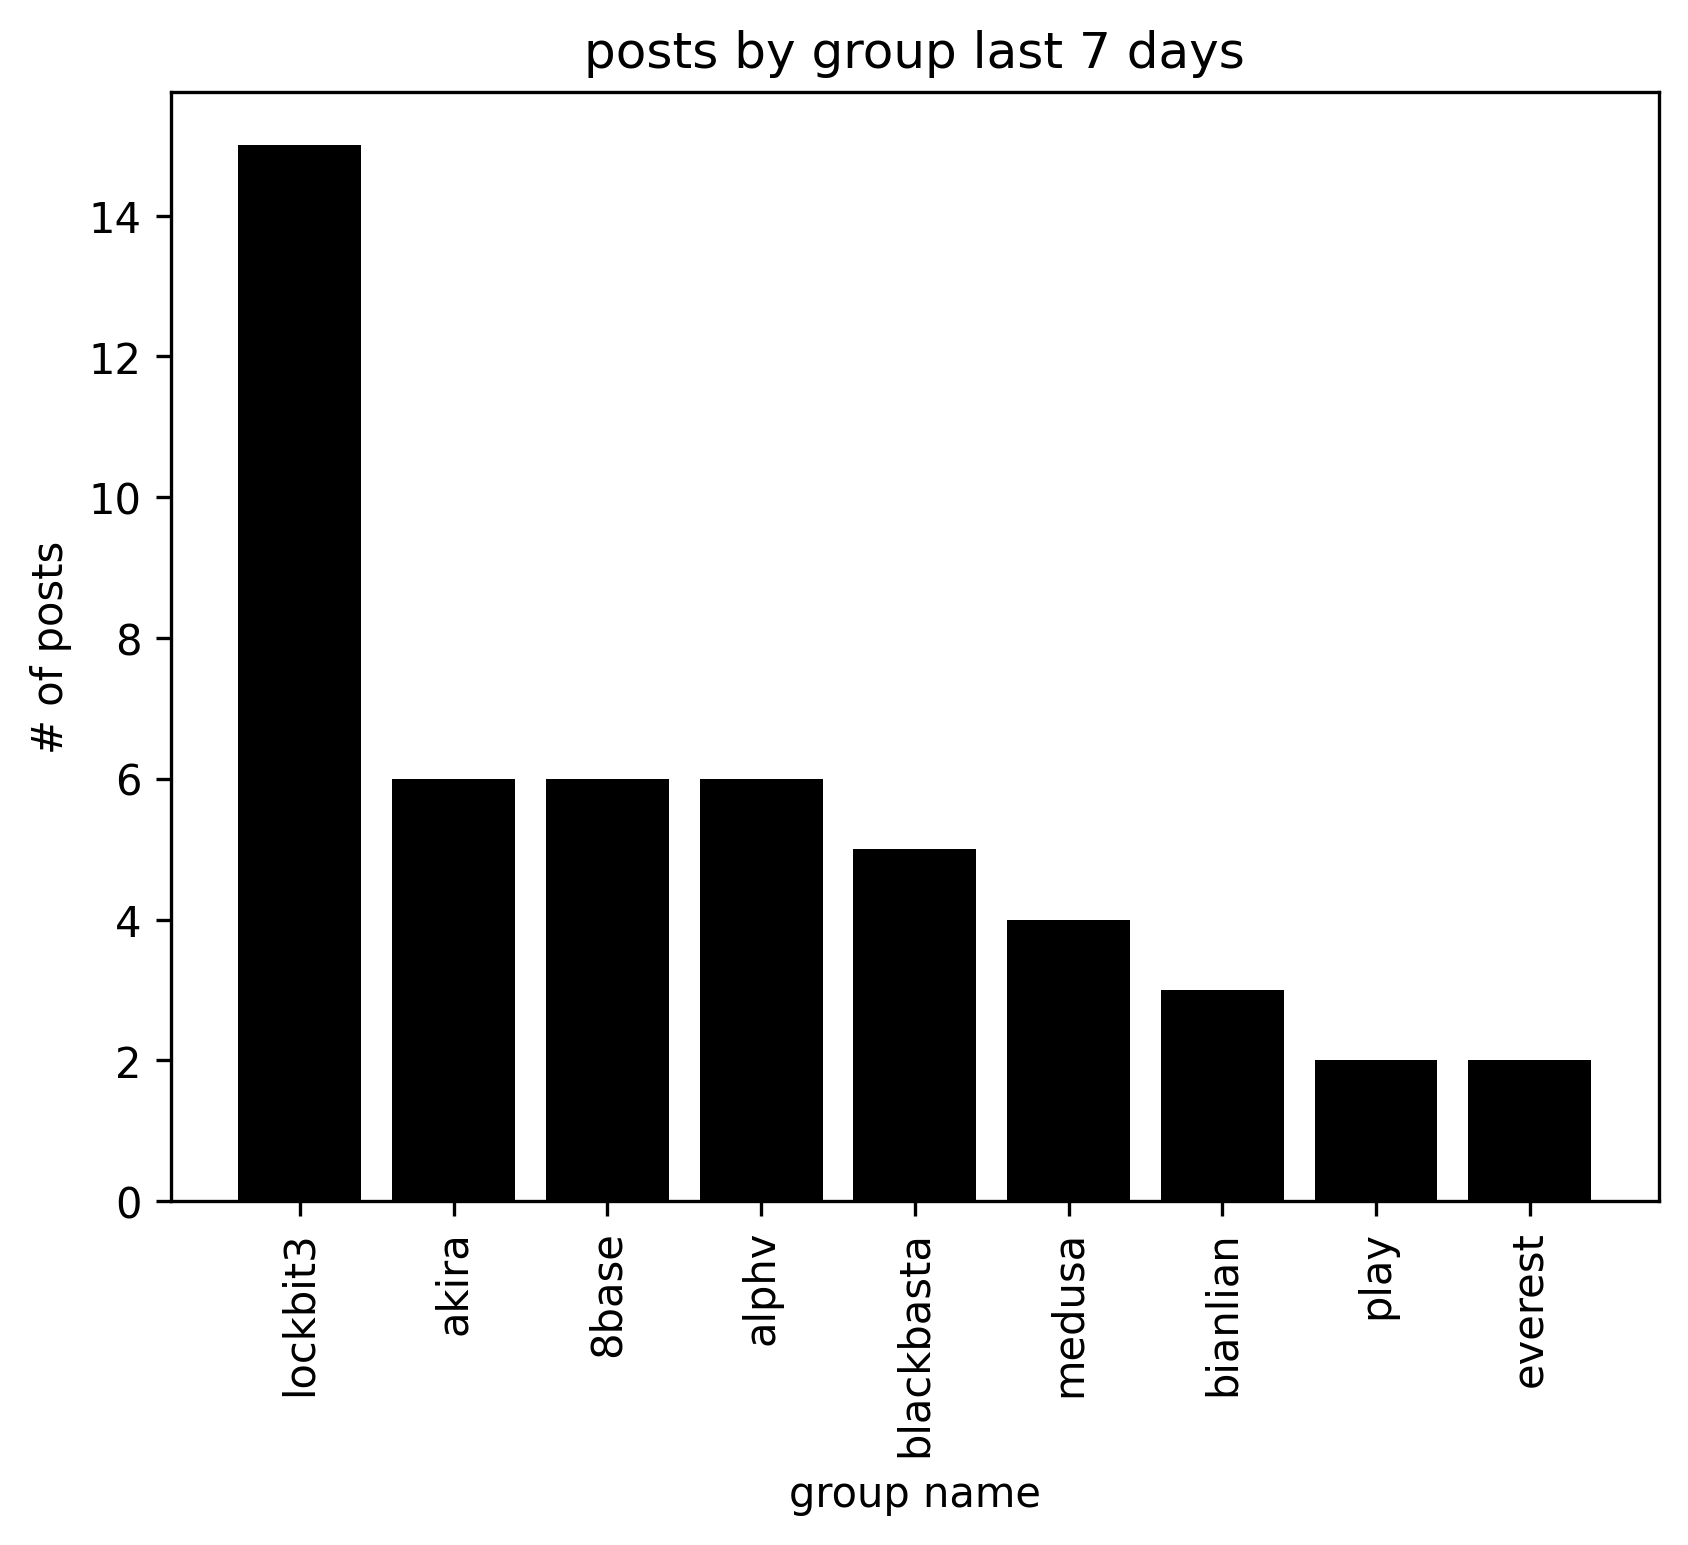 posts by group last 7 days
# of posts
14
12
10
8
6
4
2
0
lockbit3
akira
8base
alphv
blackbasta
medusa
bianlian
play
everest
group name